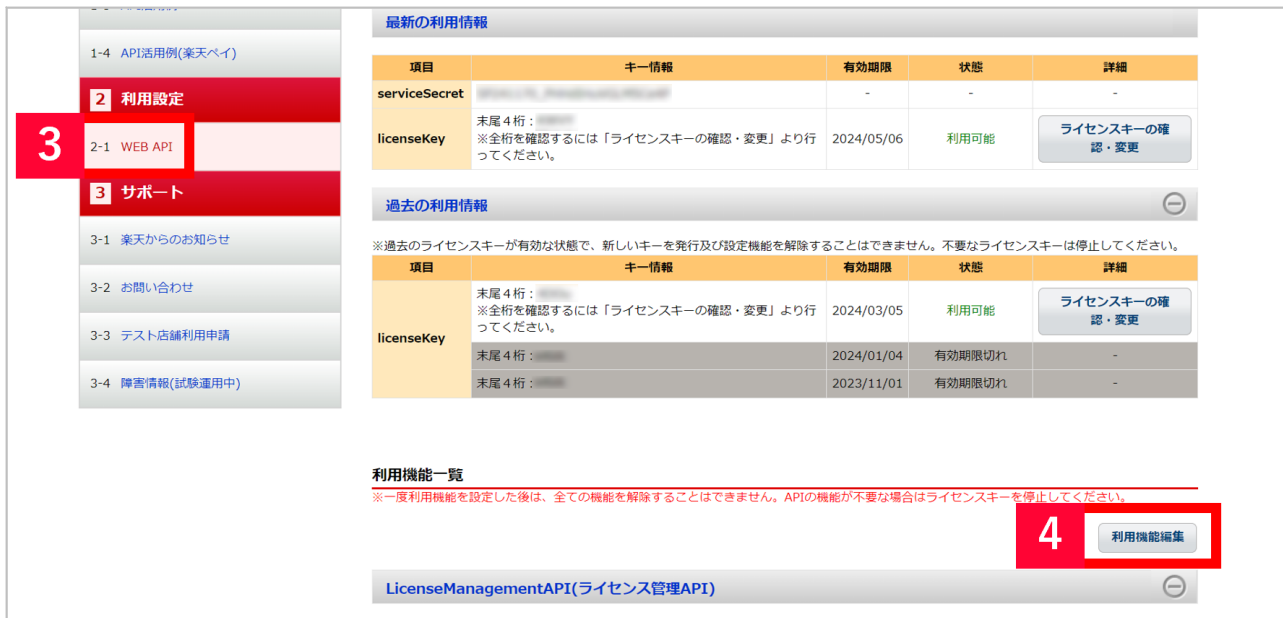 1-4 API活用例(楽天ペイ)
2 利用設定
3
2-1 WEB API
3 サポート
3-1 楽天からのお知らせ
3-2 お問い合わせ
3-3 テスト店舗利用申請
3-4 障害情報(試験運用中)
最新の利用情報
項目 キー情報 有効期限 状態 詳細
serviceSecret - - -
licenseKey
末尾4桁:
※全桁を確認するには「ライセンスキーの確認・変更」より行
ってください。
2024/05/06 利用可能
ライセンスキーの確
認・変更
過去の利用情報
※過去のライセンスキーが有効な状態で、新しいキーを発行及び設定機能を解除することはできません。不要なライセンスキーは停止してください。
項目 キー情報 有効期限 状態 詳細
licenseKey
末尾4桁:
※全桁を確認するには「ライセンスキーの確認・変更」より行
ってください。
2024/03/05 利用可能
ライセンスキーの確
認・変更
末尾4桁: 2024/01/04 有効期限切れ -
末尾4桁: 2023/11/01 有効期限切れ -
利用機能一覧
※一度利用機能を設定した後は、全ての機能を解除することはできません。APIの機能が不要な場合はライセンスキーを停止してください。
4 利用機能編集
LicenseManagementAPI(ライセンス管理API)